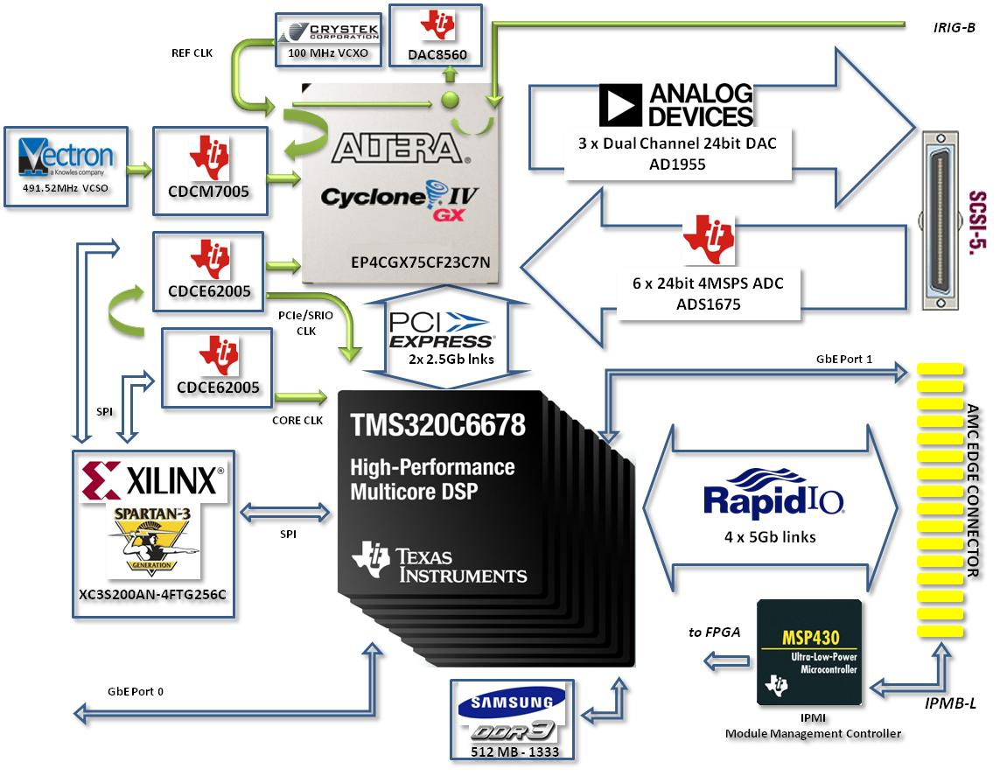 CRYSTEK
CORPORATION
100 MHz VCXO
DAC8560
IRIG-B
REF CLK
ANALOG
DEVICES
3 x Dual Channel 24bit DAC
AD1955
ALTERA®
Cyclone IV
GX
EP4CGX75CF23C7N
Vectron
a Knowles company
491.52MHz VCSO
CDCM7005
SCSI-5.
6 x 24bit 4MSPS ADC
ADS1675
CDCE62005
PCIe/SRIO
CLK
PCI
EXPRESS®
2x 2.5Gb lnks
CDCE62005
CORE CLK
SPI
GbE Port 1
TMS320C6678
High-Performance
Multicore DSP
TEXAS
INSTRUMENTS
XILINX®
SPARTAN-3
GENERATION
XC3S200AN-4FTG256C
SPI
RapidIO
4 x 5Gb links
AMC EDGE CONNECTOR
to FPGA
MSP430
Ultra-Low-Power
Microcontroller
IPMI
Module Management Controller
IPMB-L
GbE Port 0
SAMSUNG
DDR3
512 MB - 1333